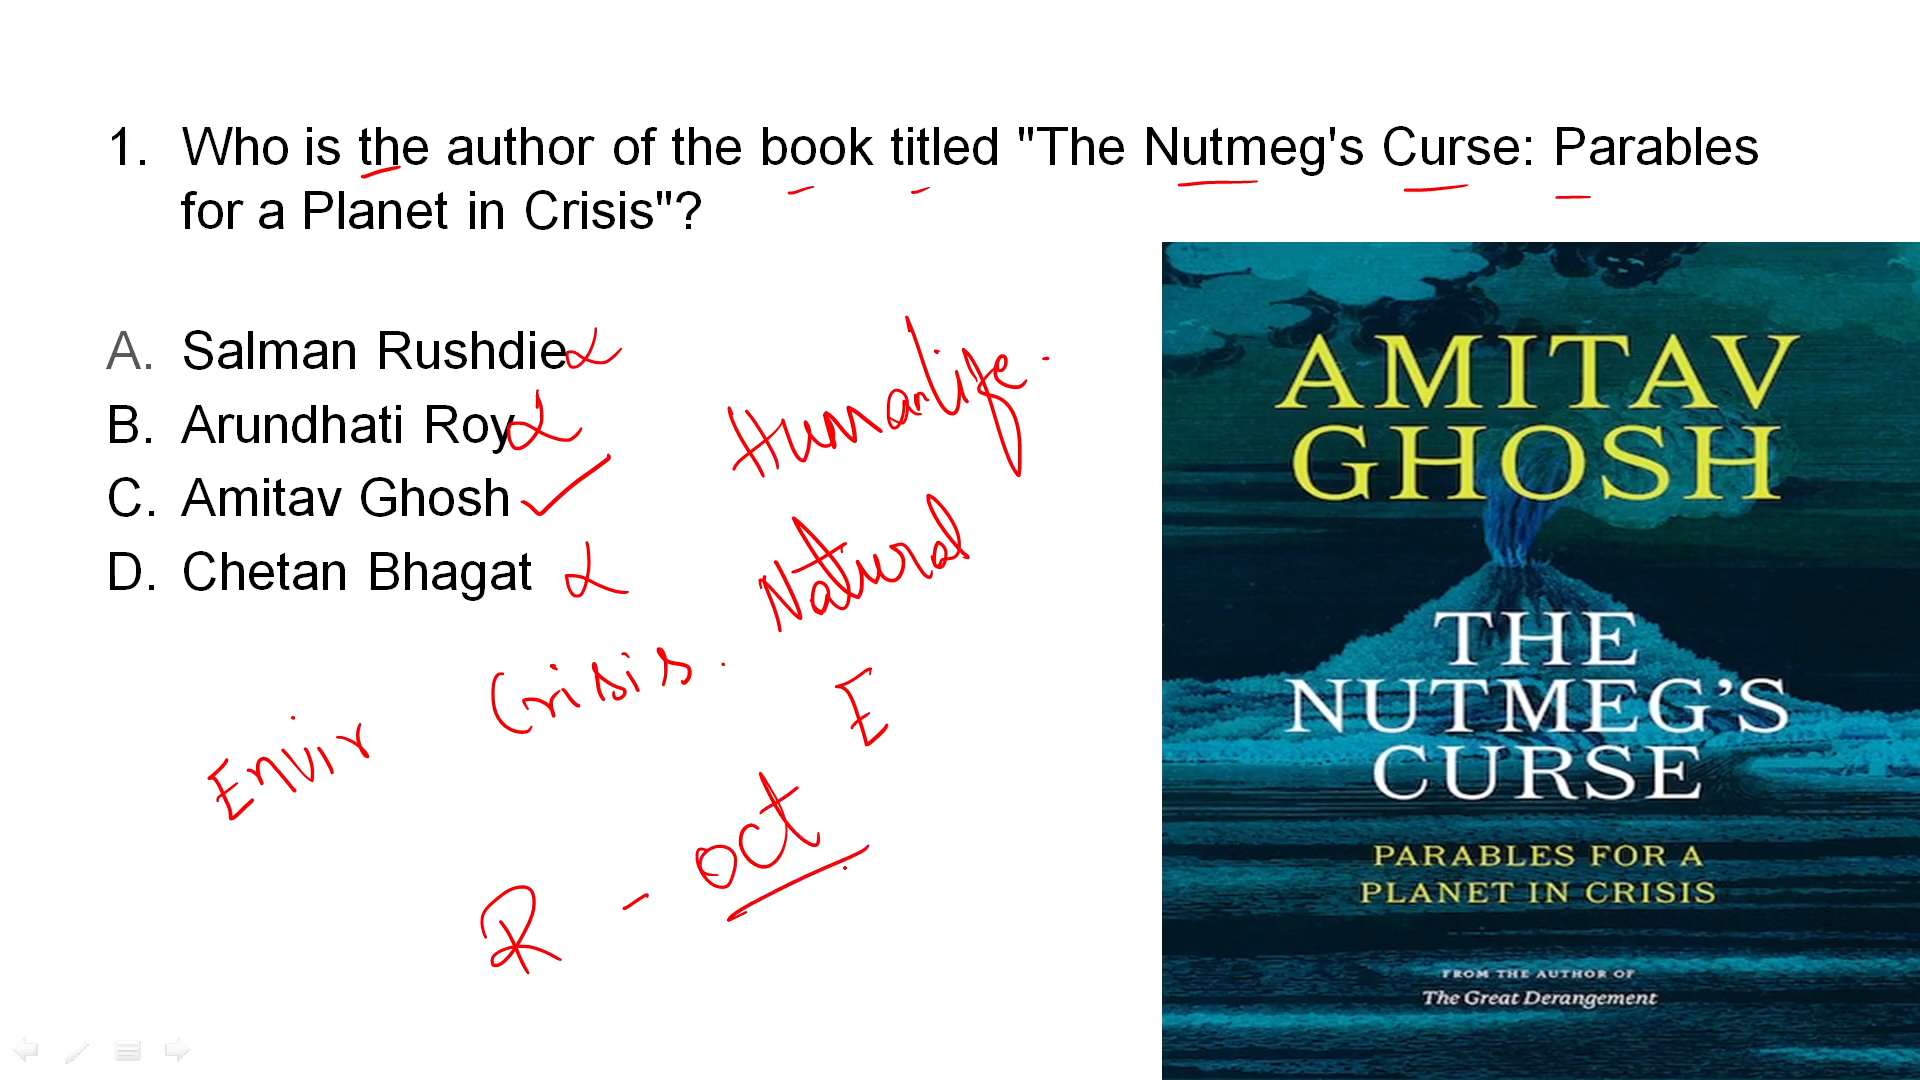 1. Who is the author of the book titled "The Nutmeg's Curse: Parables
for a Planet in Crisis"?
A. Salman Rushdie
B. Arundhati Roy
C. Amitav Ghosh
D. Chetan Bhagat
Human life.
Natural
Crisis.
E
Envir
R - Oct
AMITAV
GHOSH
THE
NUTMEG'S
CURSE
PARABLES FOR A
PLANET IN CRISIS
FROM THE AUTHOR OF
The Great Derangement